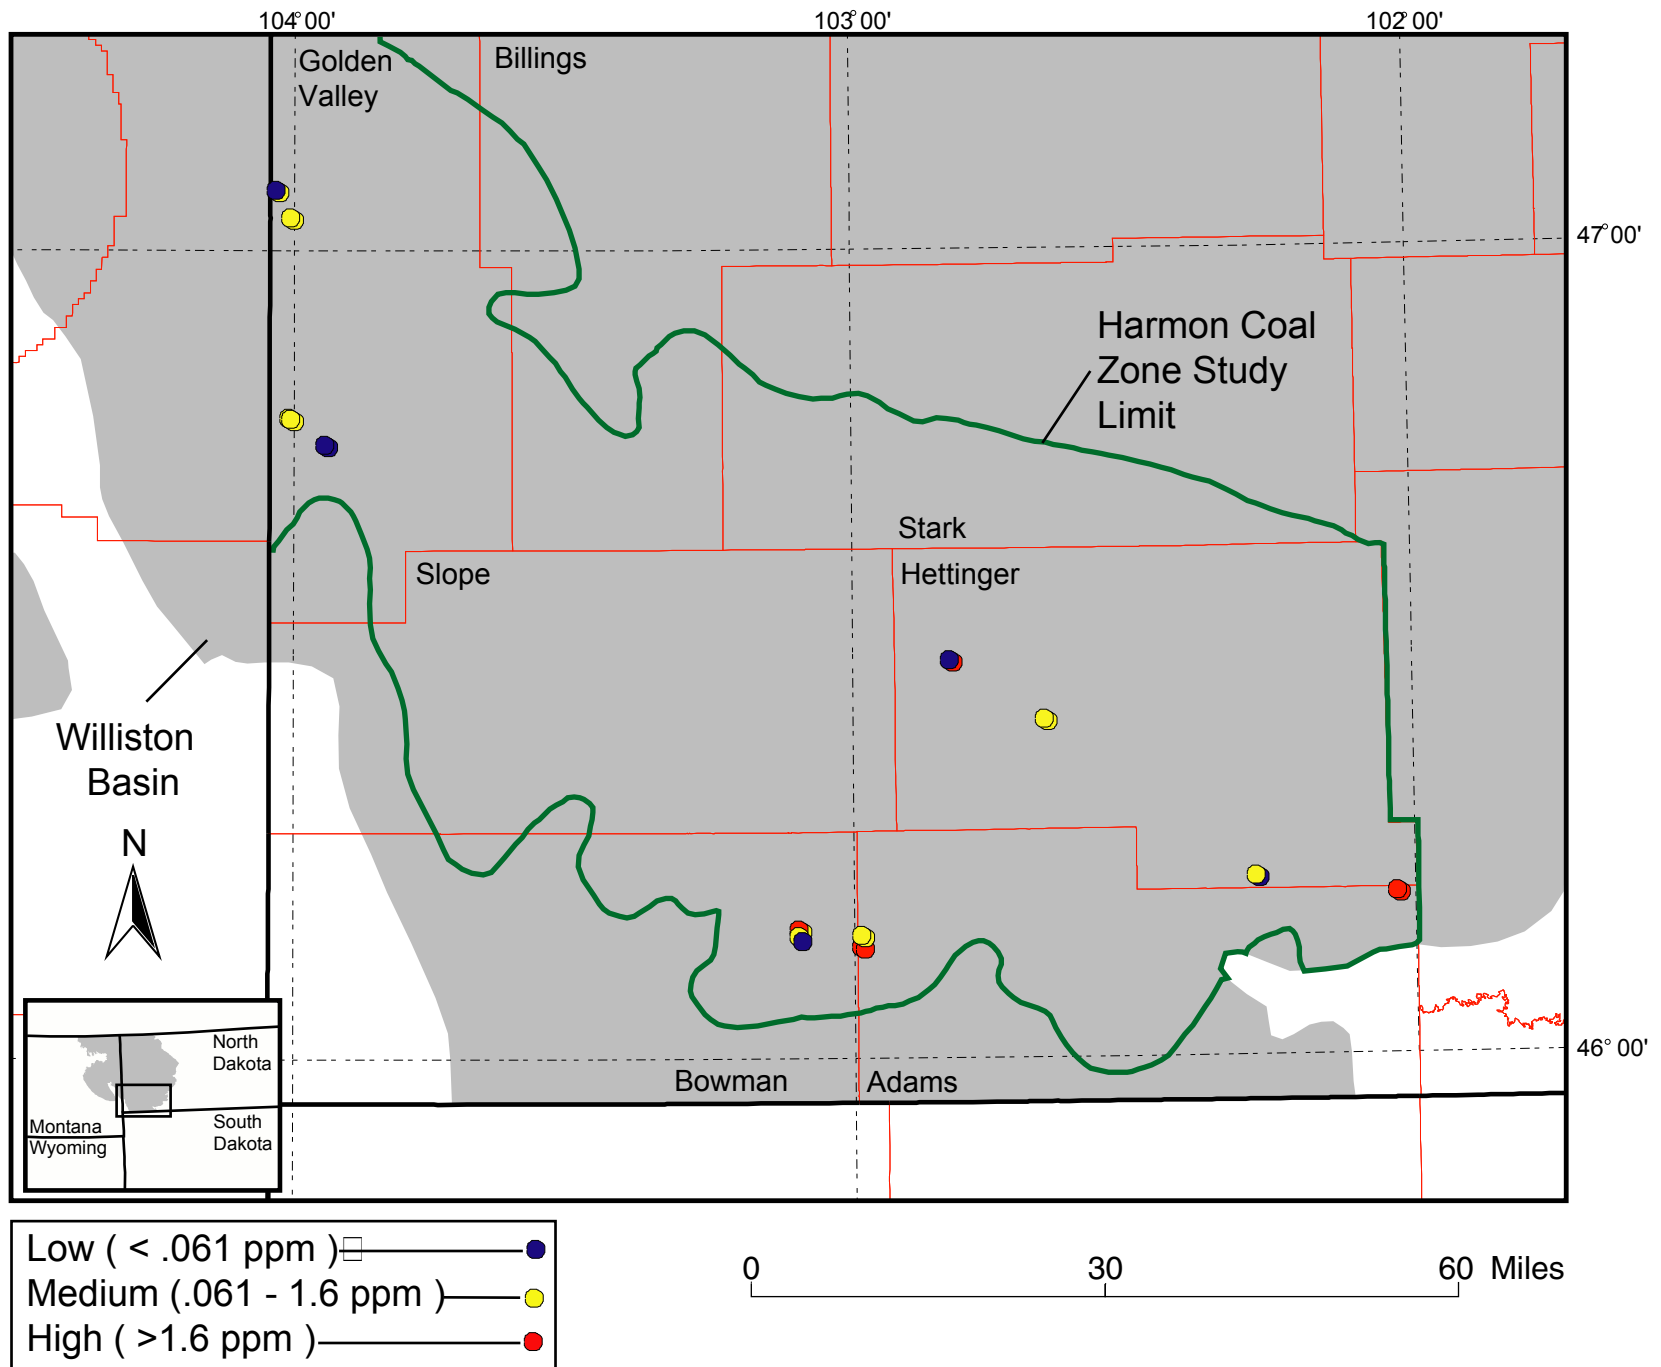 104°00'
103°00'
102°00'
Golden
Valley
Billings
47°00'
Harmon Coal
Zone Study
Limit
Stark
Slope
Hettinger
Williston
Basin
N
46°00'
Bowman
Adams
North
Dakota
South
Dakota
Montana
Wyoming
Low ( < .061 ppm )
Medium (.061 - 1.6 ppm )
High ( >1.6 ppm )
0
30
60 Miles